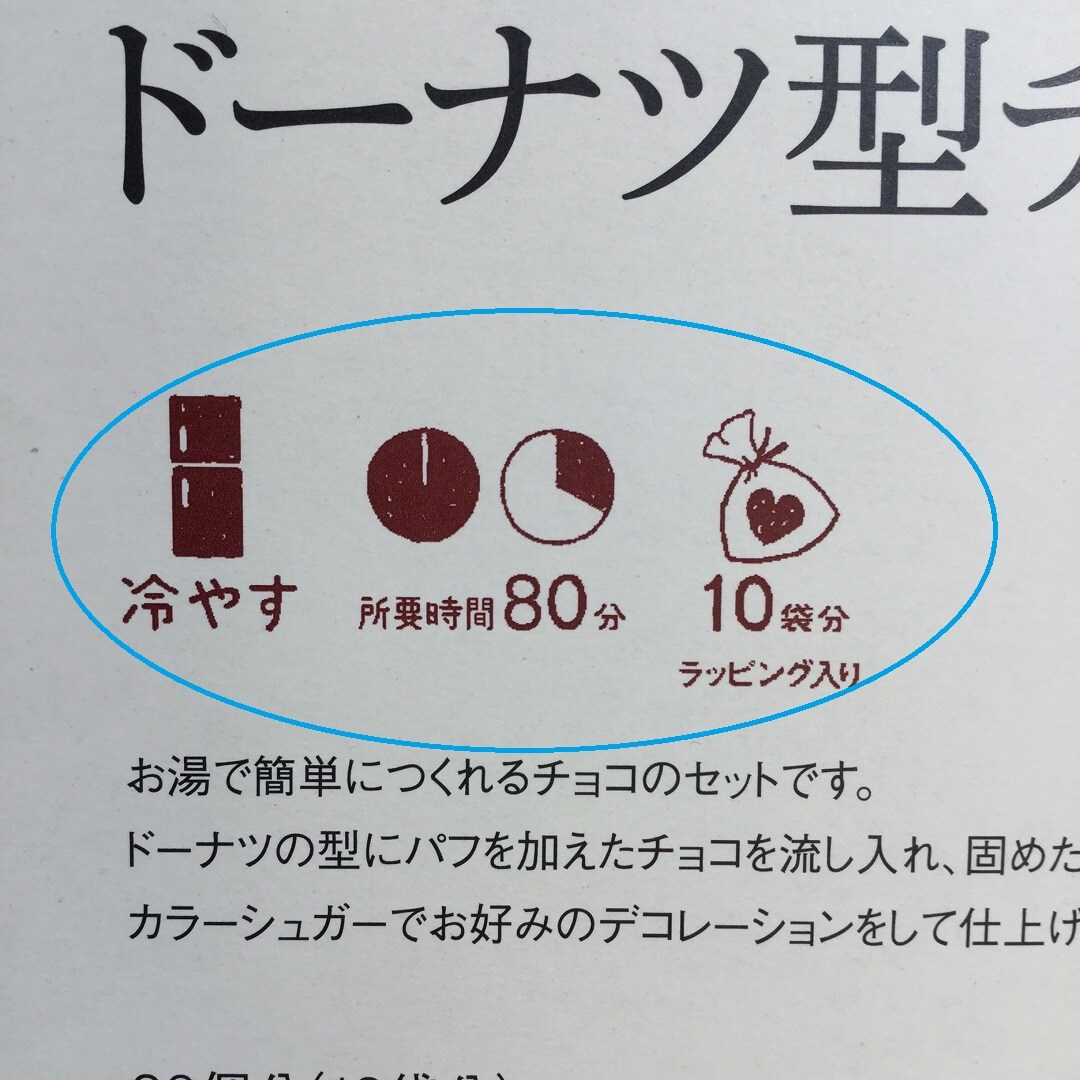 ドーナツ型チ
冷やす
所要時間80分
10袋分
ラッピング入り
お湯で簡単につくれるチョコのセットです。
ドーナツの型にパフを加えたチョコを流し入れ、固めた
カラーシュガーでお好みのデコレーションをして仕上げ